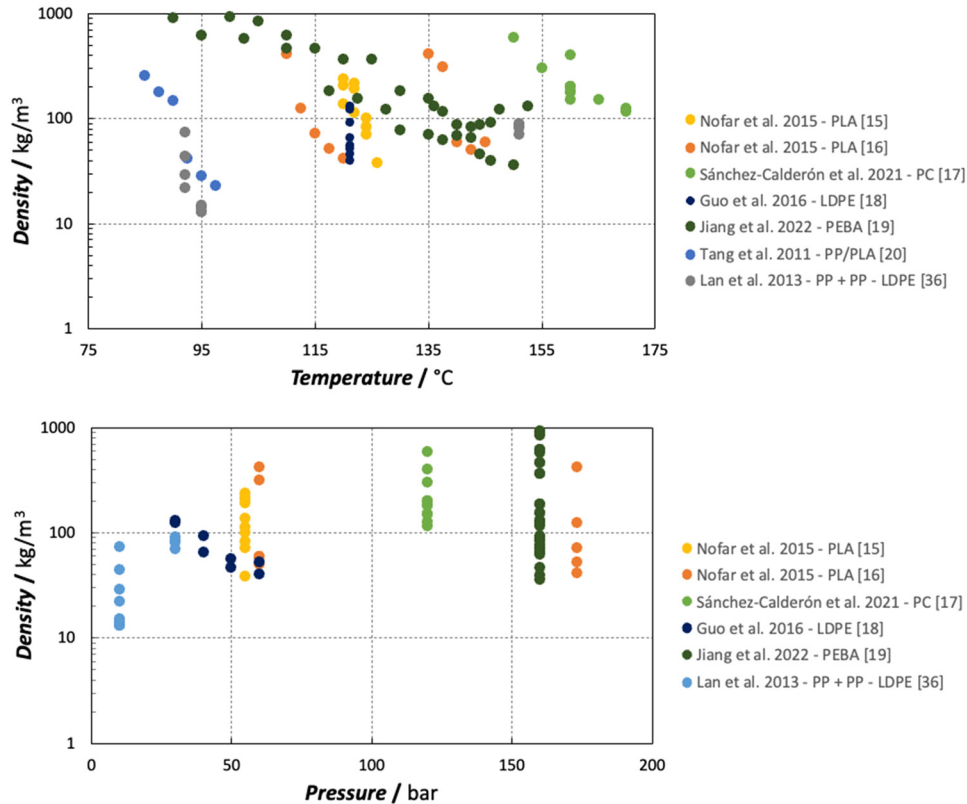 1000
100
10
1
Density / kg/m³
75 95 115 135 155 175
Temperature / °C
Nofar et al. 2015 - PLA [15]
Nofar et al. 2015 - PLA [16]
Sánchez-Calderón et al. 2021 - PC [17]
Guo et al. 2016 - LDPE [18]
Jiang et al. 2022 - PEBA [19]
Tang et al. 2011 - PP/PLA [20]
Lan et al. 2013 - PP + PP - LDPE [36]
1000
100
10
1
Density / kg/m³
0 50 100 150 200
Pressure / bar
Nofar et al. 2015 - PLA [15]
Nofar et al. 2015 - PLA [16]
Sánchez-Calderón et al. 2021 - PC [17]
Guo et al. 2016 - LDPE [18]
Jiang et al. 2022 - PEBA [19]
Lan et al. 2013 - PP + PP - LDPE [36]